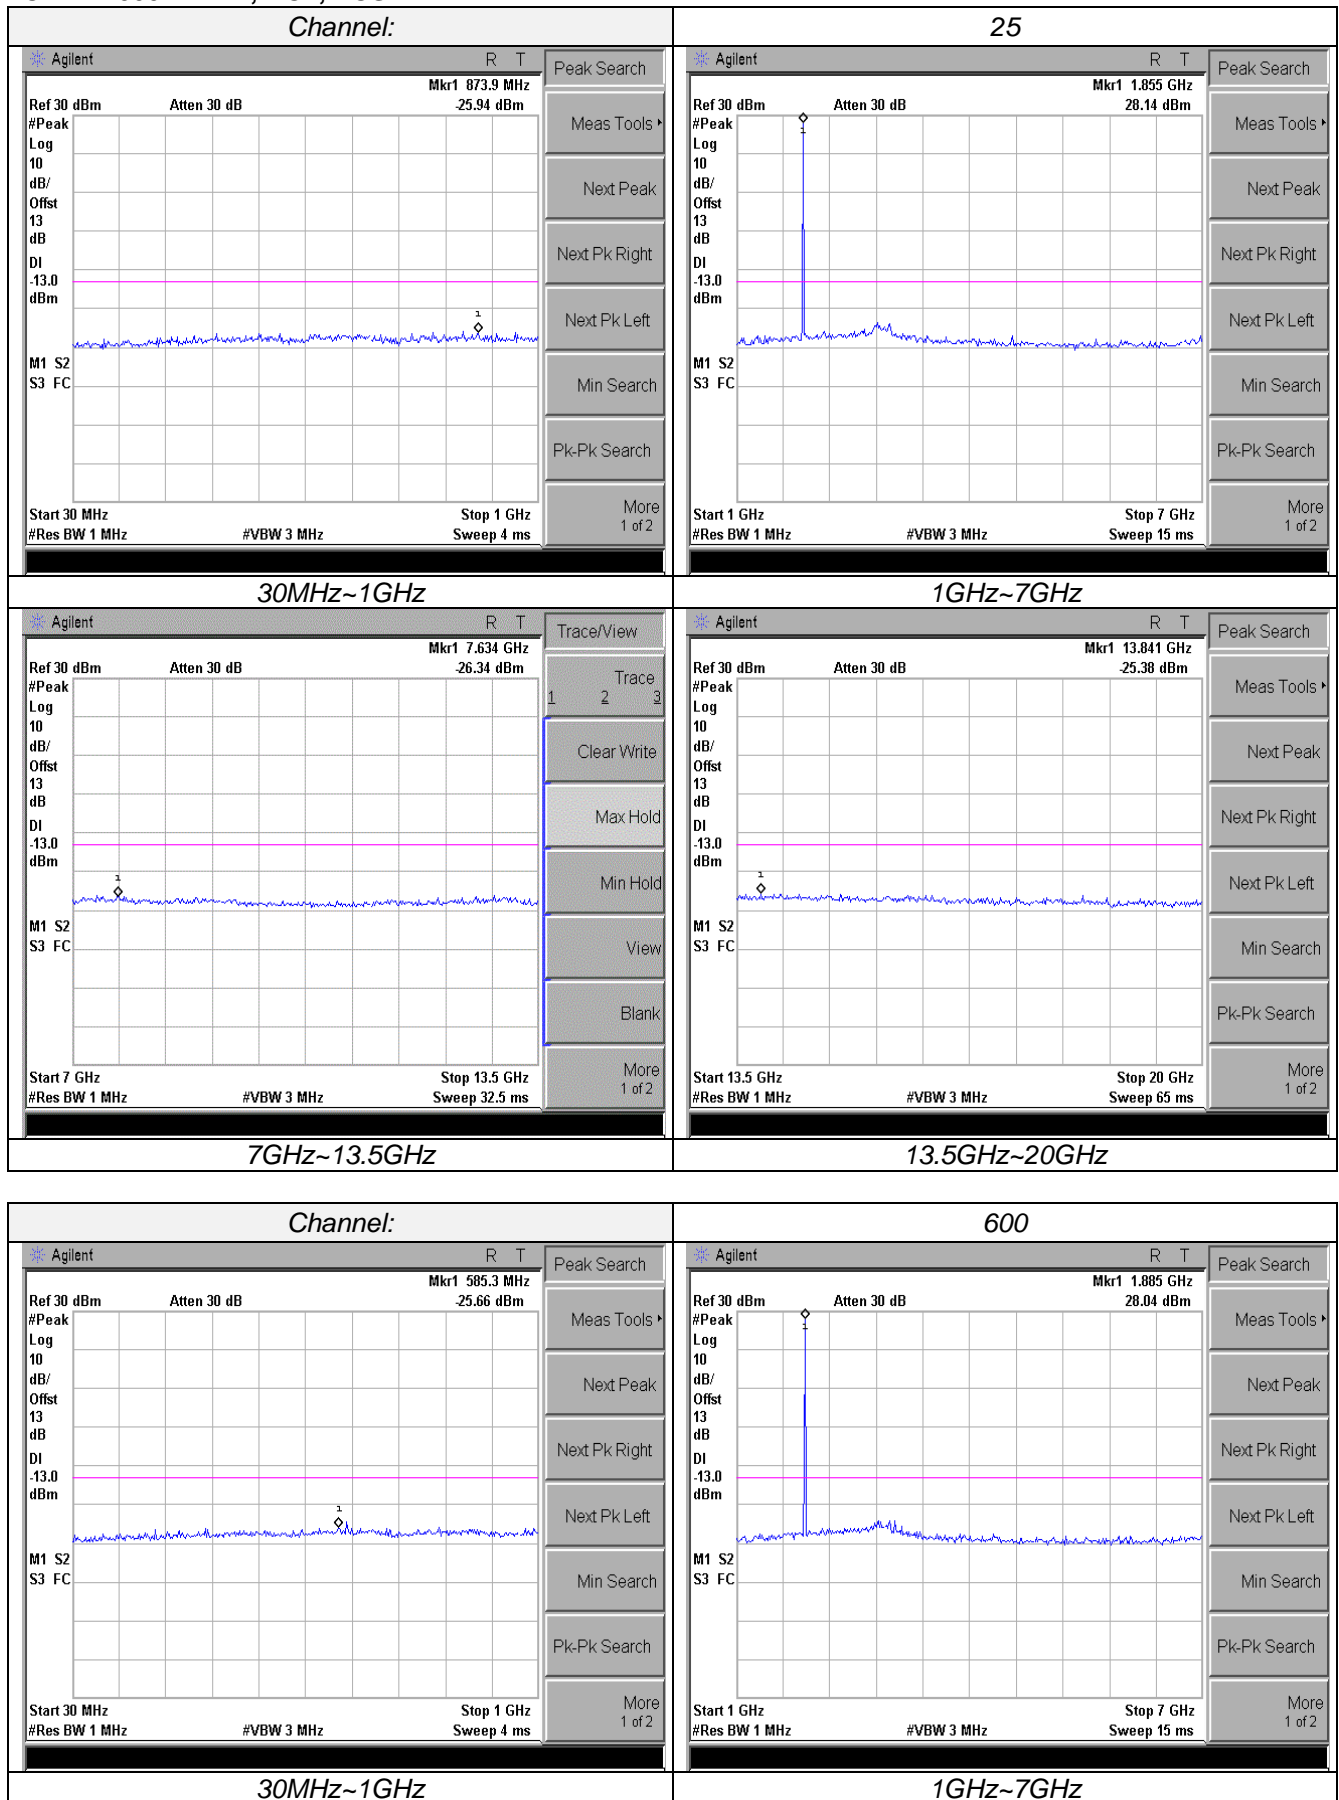 Channel:
25
Agilent R T
Peak Search
Mkr1 873.9 MHz
Ref 30 dBm Atten 30 dB -25.94 dBm
#Peak
Log
10
dB/
Offst
13
dB
DI
-13.0
dBm
1
M1 S2
S3 FC
Start 30 MHz Stop 1 GHz
#Res BW 1 MHz #VBW 3 MHz Sweep 4 ms
Meas Tools
Next Peak
Next Pk Right
Next Pk Left
Min Search
Pk-Pk Search
More
1 of 2
Agilent R T
Peak Search
Mkr1 1.855 GHz
Ref 30 dBm Atten 30 dB 28.14 dBm
#Peak
Log
10
dB/
Offst
13
dB
DI
-13.0
dBm
1
M1 S2
S3 FC
Start 1 GHz Stop 7 GHz
#Res BW 1 MHz #VBW 3 MHz Sweep 15 ms
Meas Tools
Next Peak
Next Pk Right
Next Pk Left
Min Search
Pk-Pk Search
More
1 of 2
30MHz~1GHz
1GHz~7GHz
Agilent R T
Trace/View
Mkr1 7.634 GHz
Ref 30 dBm Atten 30 dB -26.34 dBm
#Peak
Log
10
dB/
Offst
13
dB
DI
-13.0
dBm
1
M1 S2
S3 FC
Start 7 GHz Stop 13.5 GHz
#Res BW 1 MHz #VBW 3 MHz Sweep 32.5 ms
Trace
1 2 3
Clear Write
Max Hold
Min Hold
View
Blank
More
1 of 2
Agilent R T
Peak Search
Mkr1 13.841 GHz
Ref 30 dBm Atten 30 dB -25.38 dBm
#Peak
Log
10
dB/
Offst
13
dB
DI
-13.0
dBm
1
M1 S2
S3 FC
Start 13.5 GHz Stop 20 GHz
#Res BW 1 MHz #VBW 3 MHz Sweep 65 ms
Meas Tools
Next Peak
Next Pk Right
Next Pk Left
Min Search
Pk-Pk Search
More
1 of 2
7GHz~13.5GHz
13.5GHz~20GHz
Channel:
600
Agilent R T
Peak Search
Mkr1 585.3 MHz
Ref 30 dBm Atten 30 dB -25.66 dBm
#Peak
Log
10
dB/
Offst
13
dB
DI
-13.0
dBm
1
M1 S2
S3 FC
Start 30 MHz Stop 1 GHz
#Res BW 1 MHz #VBW 3 MHz Sweep 4 ms
Meas Tools
Next Peak
Next Pk Right
Next Pk Left
Min Search
Pk-Pk Search
More
1 of 2
Agilent R T
Peak Search
Mkr1 1.885 GHz
Ref 30 dBm Atten 30 dB 28.04 dBm
#Peak
Log
10
dB/
Offst
13
dB
DI
-13.0
dBm
1
M1 S2
S3 FC
Start 1 GHz Stop 7 GHz
#Res BW 1 MHz #VBW 3 MHz Sweep 15 ms
Meas Tools
Next Peak
Next Pk Right
Next Pk Left
Min Search
Pk-Pk Search
More
1 of 2
30MHz~1GHz
1GHz~7GHz